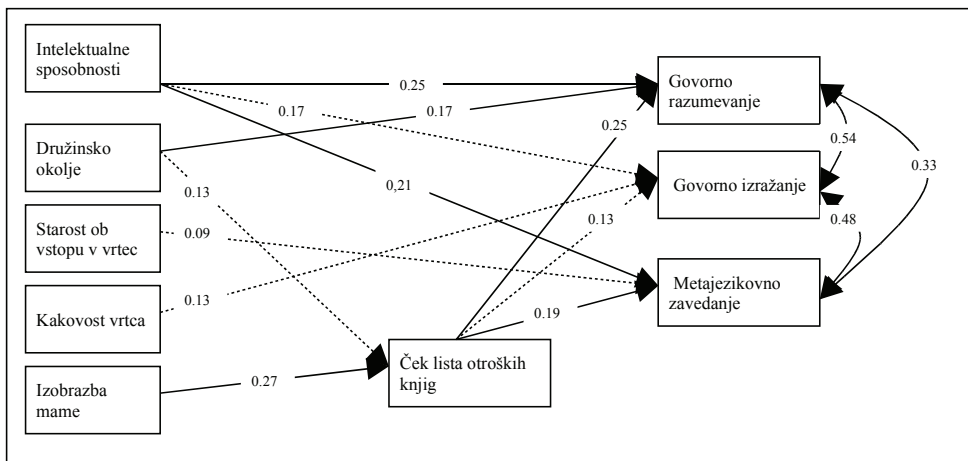 Intelektualne
sposobnosti
Družinsko
okolje
Starost ob
vstopu v vrtec
Kakovost vrtca
Izobrazba
mame
Ček lista otroških
knjig
Govorno
razumevanje
Govorno izražanje
Metajezikovno
zavedanje
0.25
0.17
0.17
0.25
0.54
0.33
0,21
0.13
0.13
0.48
0.09
0.13
0.19
0.27